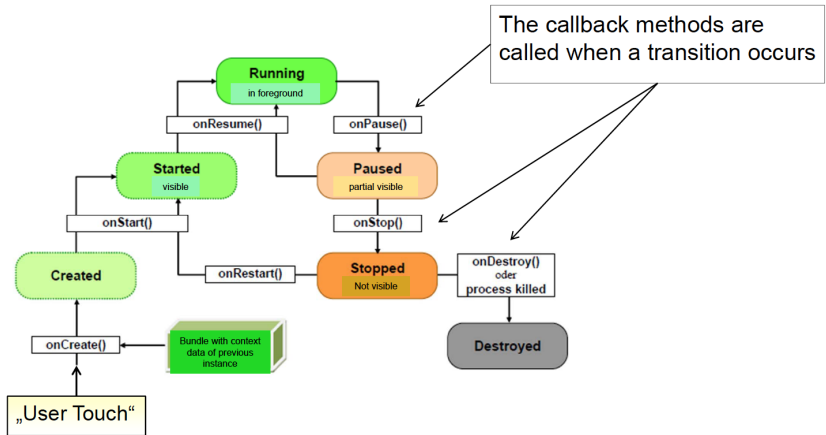 The callback methods are
called when a transition occurs
Running
in foreground
onResume()
onPause()
Started
visible
Paused
partial visible
onStart()
onStop()
Created
onRestart()
Stopped
Not visible
onDestroy()
oder
process killed
onCreate()
Bundle with context
data of previous
instance
Destroyed
„User Touch“